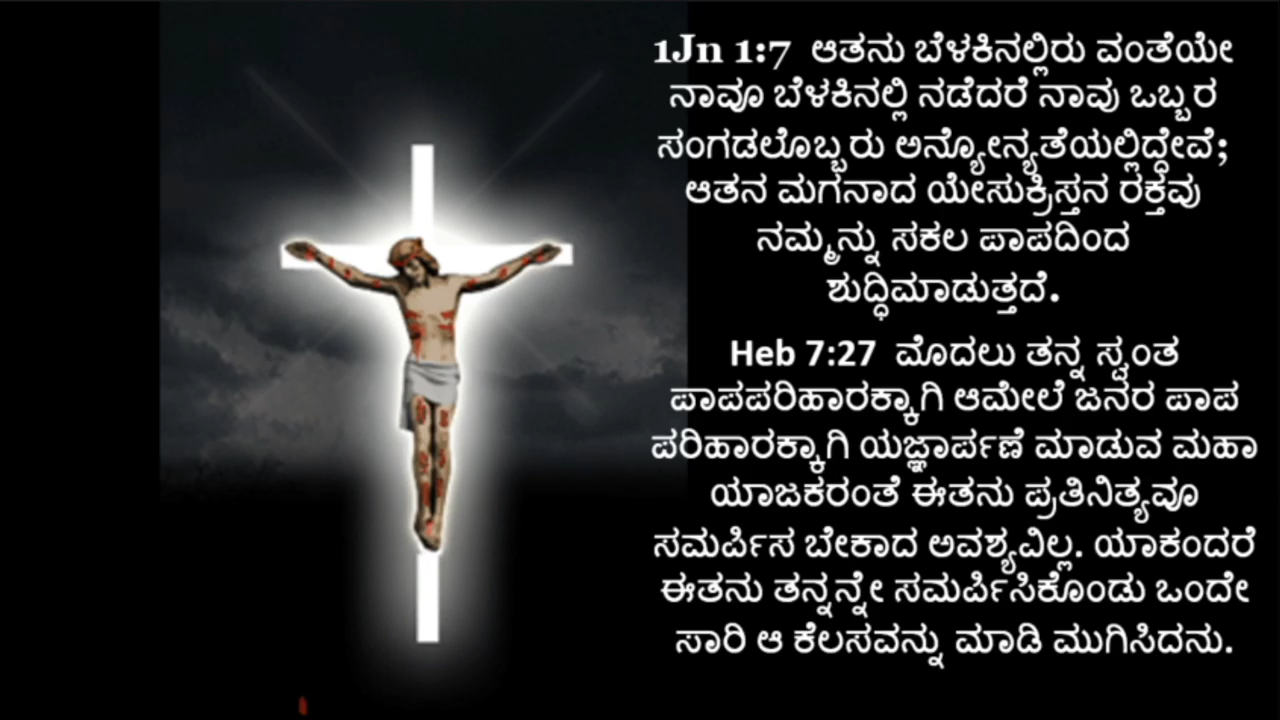 1Jn 1:7 ಆತನು ಬೆಳಕಿನಲ್ಲಿರು ವಂತೆಯೇ
ನಾವೂ ಬೆಳಕಿನಲ್ಲಿ ನಡೆದರೆ ನಾವು ಒಬ್ಬರ
ಸಂಗಡಲೊಬ್ಬರು ಅನ್ಯೋನ್ಯತೆಯಲ್ಲಿದ್ದೇವೆ;
ಆತನ ಮಗನಾದ ಯೇಸುಕ್ರಿಸ್ತನ ರಕ್ತವು
ನಮ್ಮನ್ನು ಸಕಲ ಪಾಪದಿಂದ
ಶುದ್ಧಿಮಾಡುತ್ತದೆ.
Heb 7:27 ಮೊದಲು ತನ್ನ ಸ್ವಂತ
ಪಾಪಪರಿಹಾರಕ್ಕಾಗಿ ಆಮೇಲೆ ಜನರ ಪಾಪ
ಪರಿಹಾರಕ್ಕಾಗಿ ಯಜ್ಞಾರ್ಪಣೆ ಮಾಡುವ ಮಹಾ
ಯಾಜಕರಂತೆ ಈತನು ಪ್ರತಿನಿತ್ಯವೂ
ಸಮರ್ಪಿಸ ಬೇಕಾದ ಅವಶ್ಯವಿಲ್ಲ. ಯಾಕಂದರೆ
ಈತನು ತನ್ನನ್ನೇ ಸಮರ್ಪಿಸಿಕೊಂಡು ಒಂದೇ
ಸಾರಿ ಆ ಕೆಲಸವನ್ನು ಮಾಡಿ ಮುಗಿಸಿದನು.